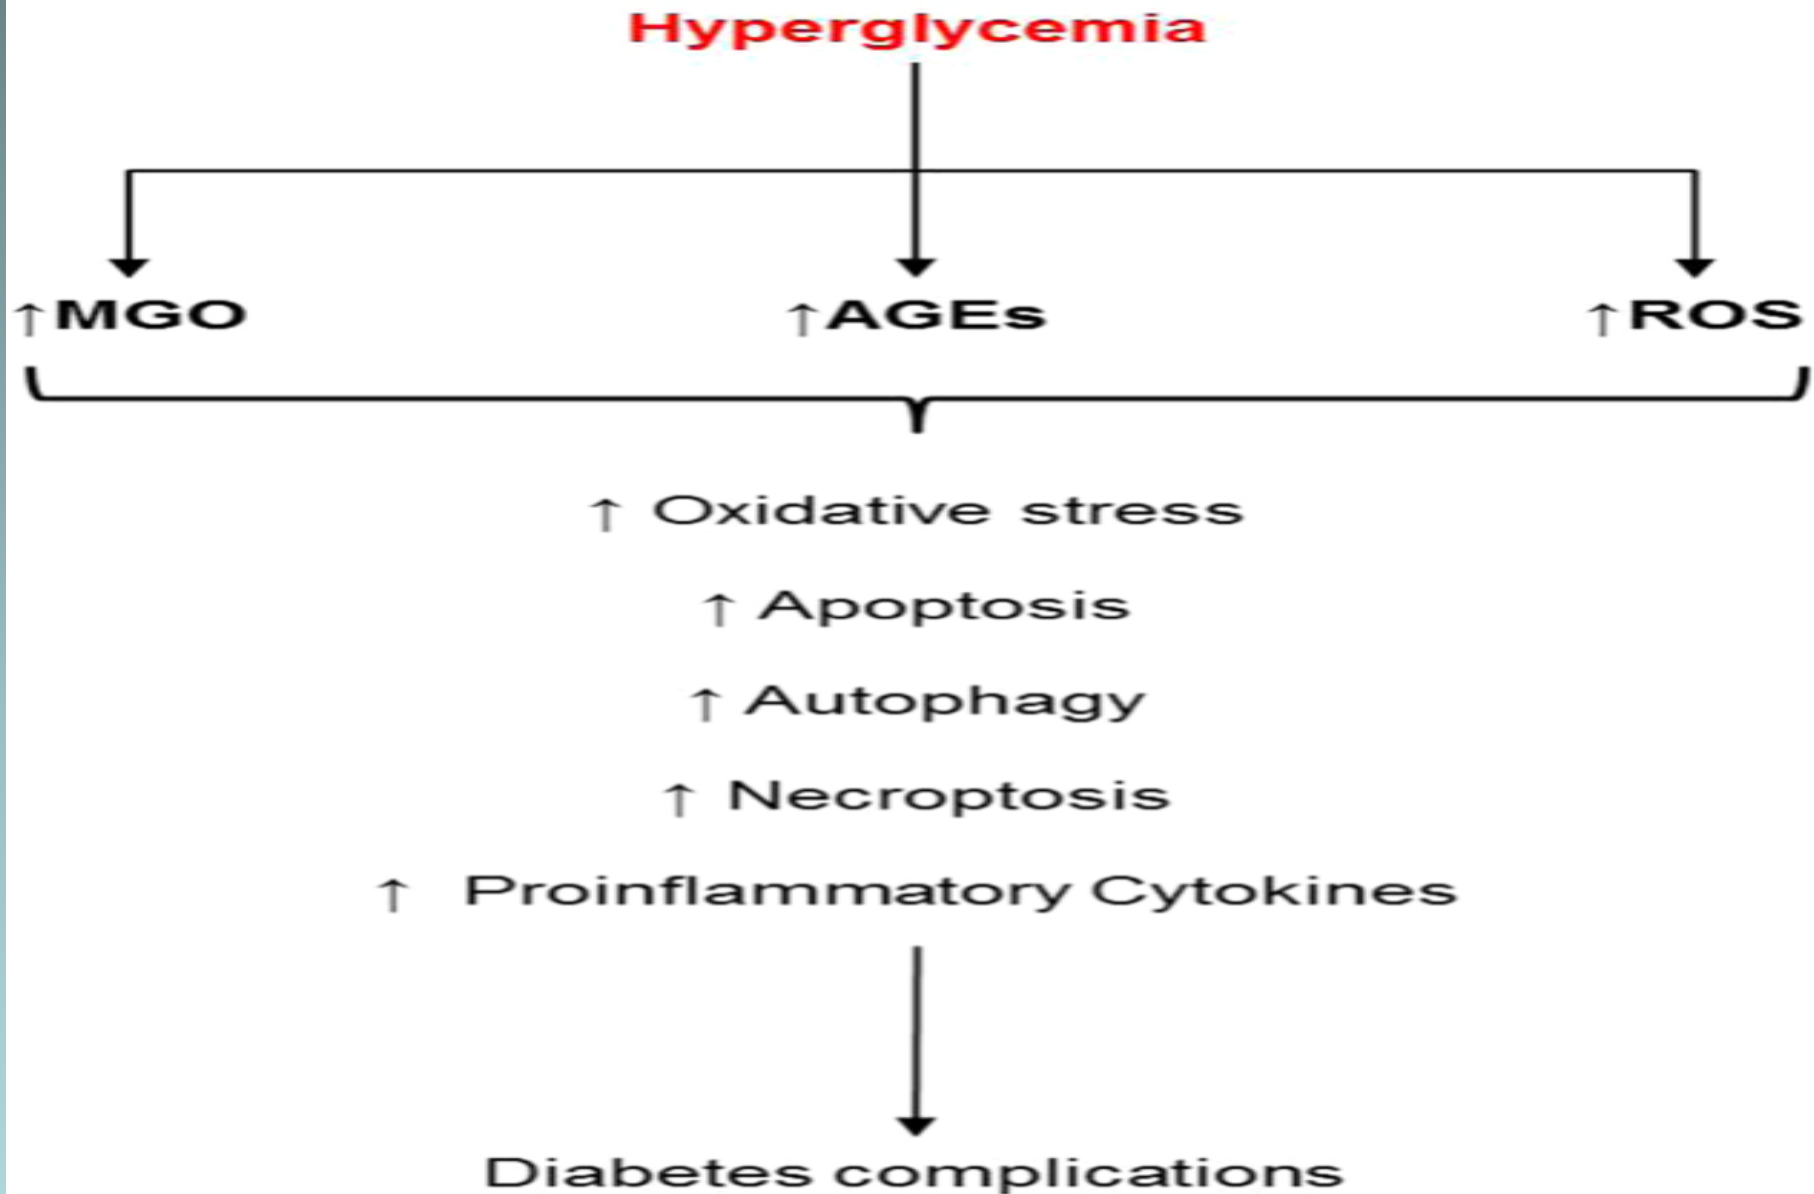 Hyperglycemia
↑MGO ↑AGEs ↑ROS
↑ Oxidative stress
↑ Apoptosis
↑ Autophagy
↑ Necroptosis
↑ Proinflammatory Cytokines
Diabetes complications